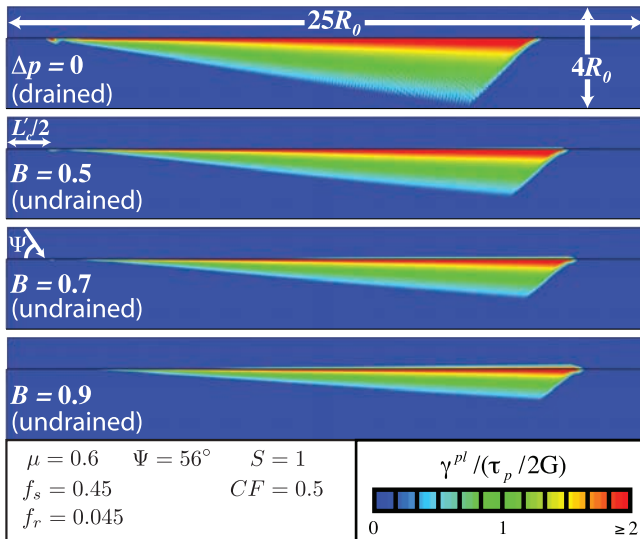 25R₀
Δp = 0
(drained)
4R₀
L'c/2
B = 0.5
(undrained)
Ψ
B = 0.7
(undrained)
B = 0.9
(undrained)
μ = 0.6 Ψ = 56° S = 1
fs = 0.45 CF = 0.5
fr = 0.045
γ^pl/(τp/2G)
0 1 ≥2